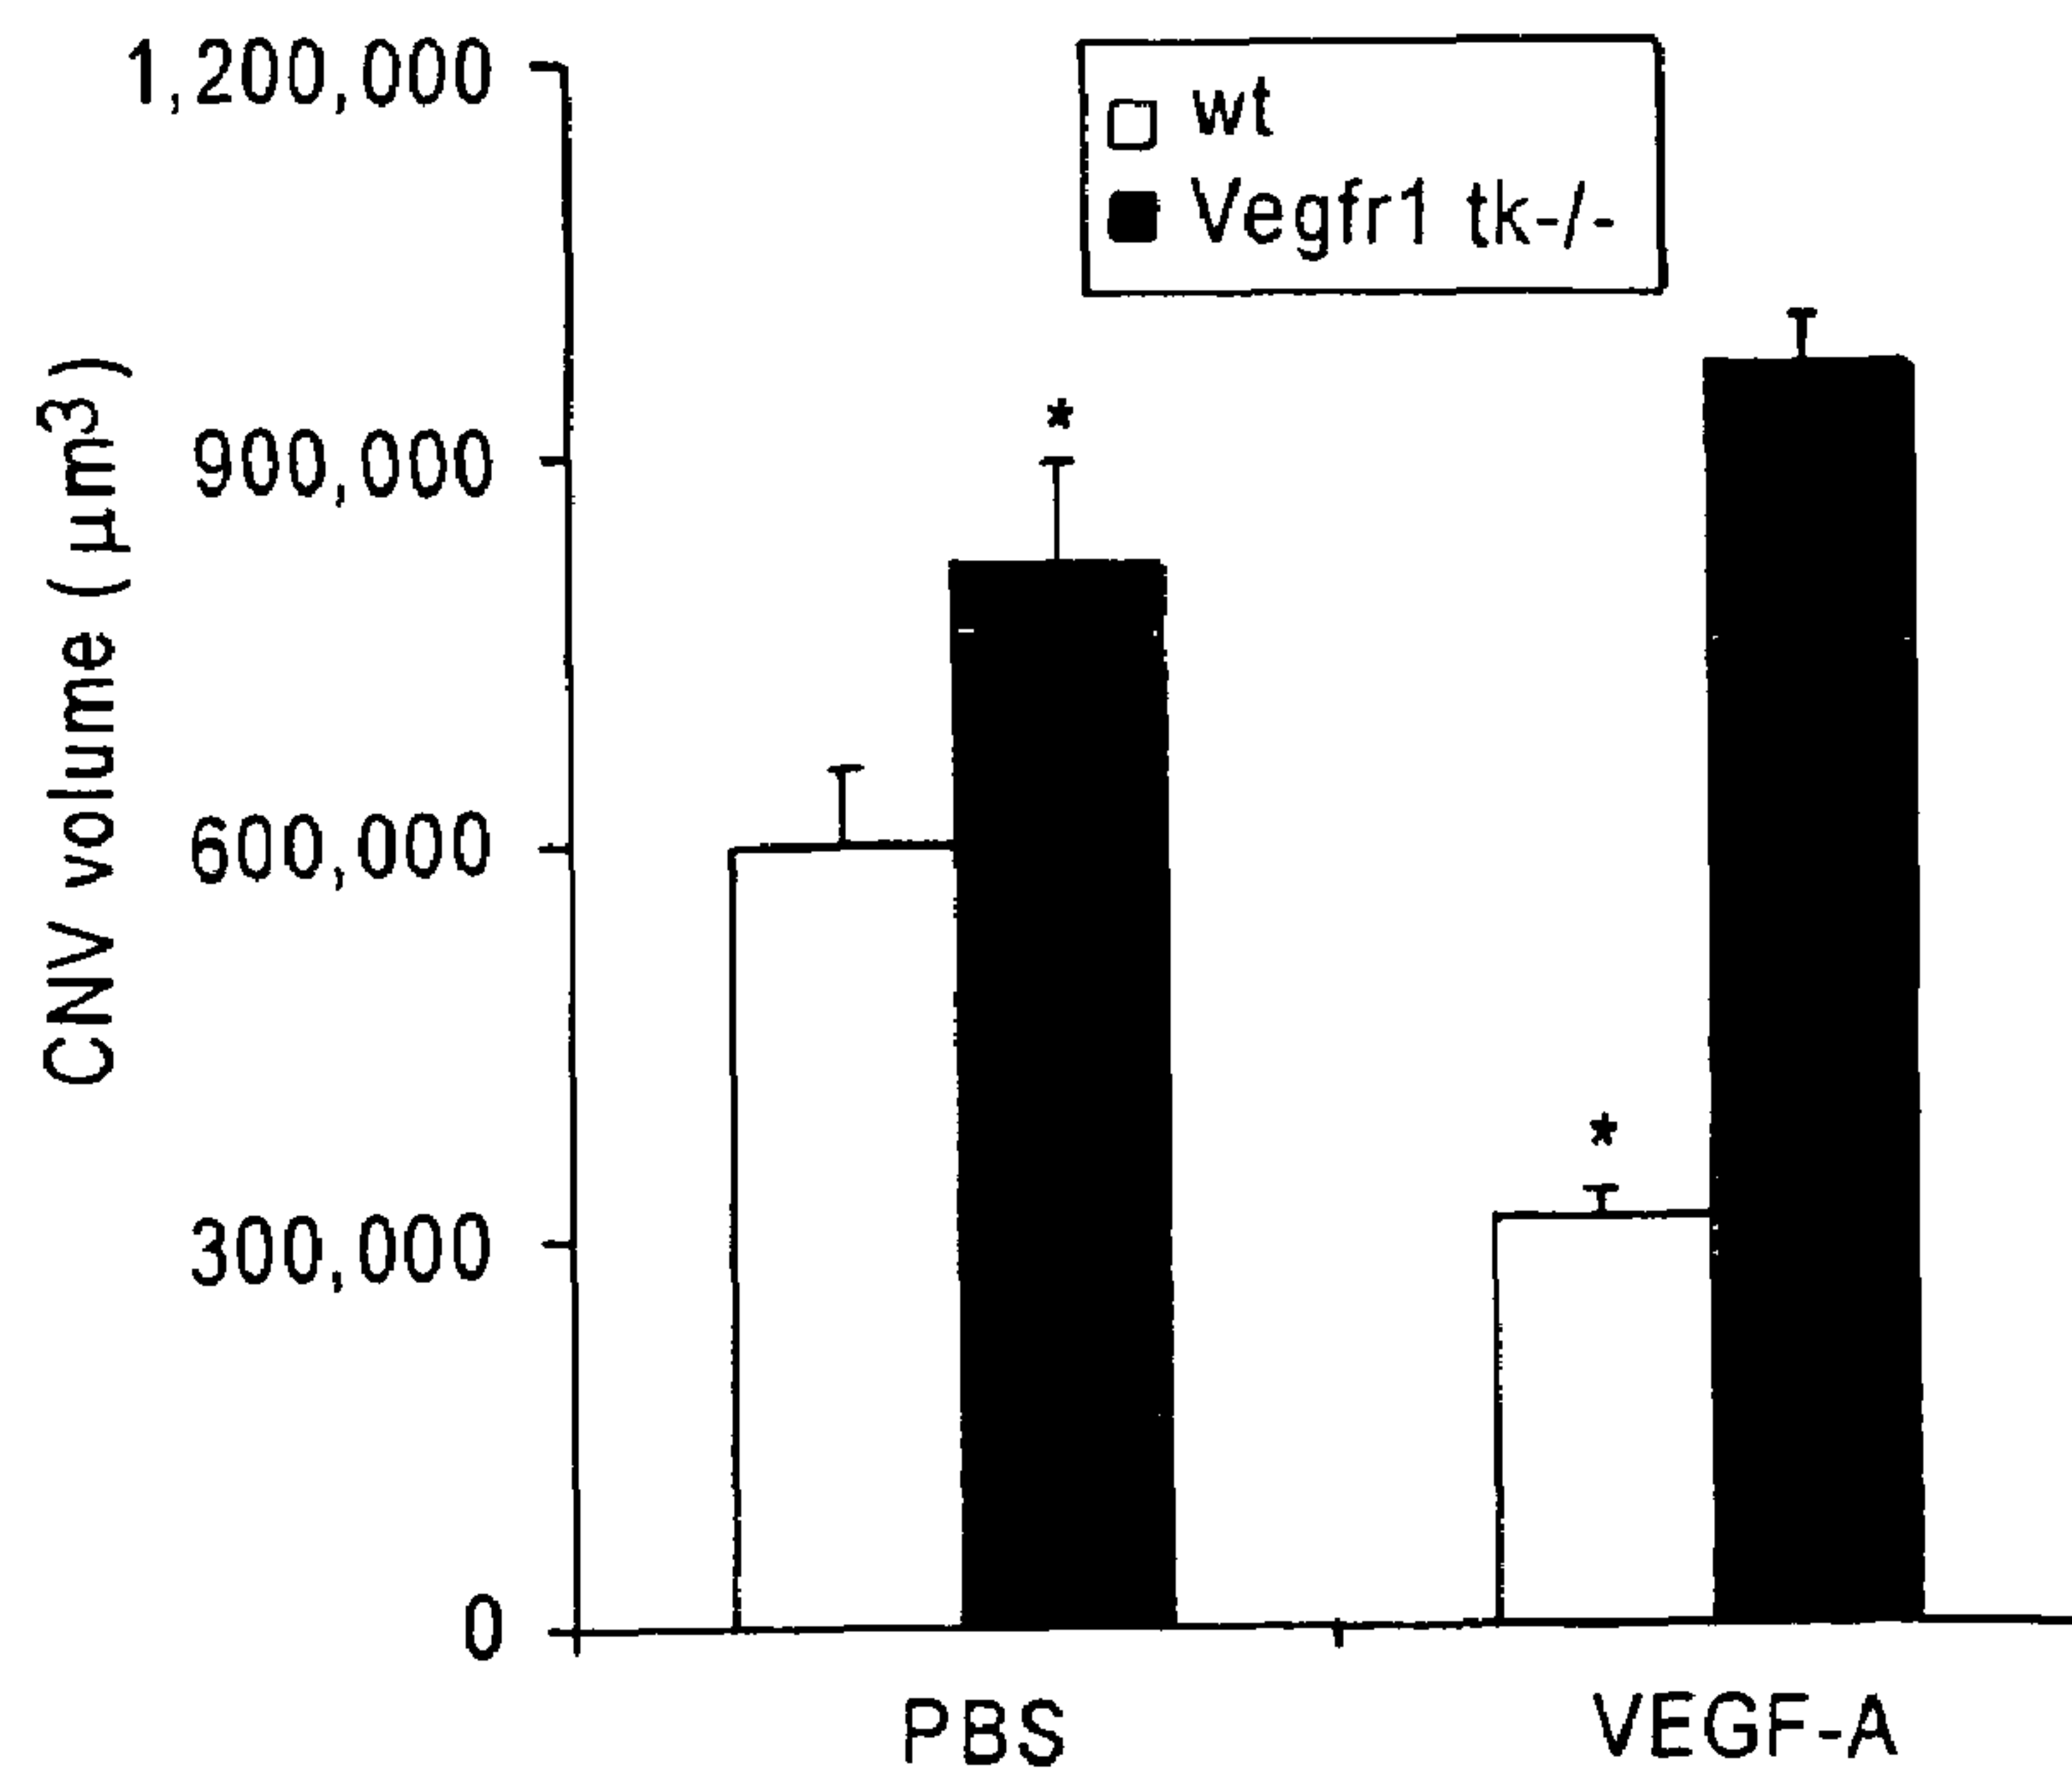 1,200,000
wt
Vegfr1 tk-/-
900,000
*
CNV volume (µm3)
600,000
*
300,000
0
PBS
VEGF-A